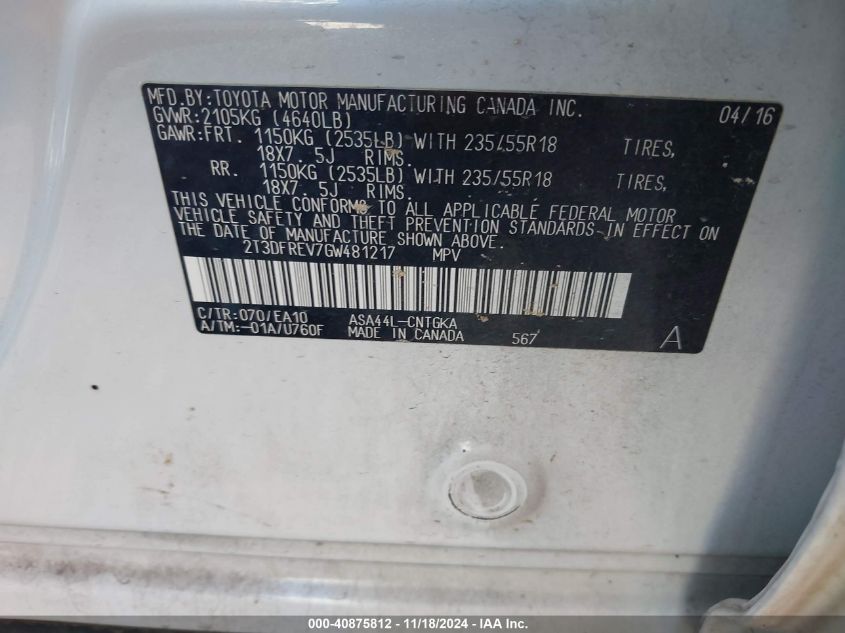 MFD.BY:TOYOTA MOTOR MANUFACTURING CANADA INC. 04/16
GVWR:2105KG (4640LB)
GAWR:FRT. 1150KG (2535LB) WITH 235/55R18 TIRES,
18X7. 5J RIMS.
RR. 1150KG (2535LB) WITH 235/55R18 TIRES,
18X7. 5J RIMS.
THIS VEHICLE CONFORMS TO ALL APPLICABLE FEDERAL MOTOR
VEHICLE SAFETY AND THEFT PREVENTION STANDARDS IN EFFECT ON
THE DATE OF MANUFACTURE SHOWN ABOVE.
2T3DFREV7GW481217 MPV
C/TR:070/EA10 ASA44L-CNTGKA
A/TM:-01A/U760F MADE IN CANADA 567 A
000-40875812 - 11/18/2024 - IAA Inc.